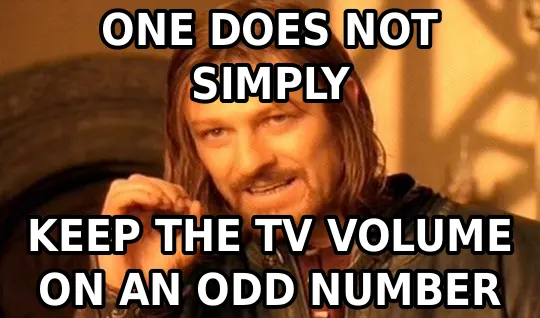 ONE DOES NOT
SIMPLY
KEEP THE TV VOLUME
ON AN ODD NUMBER